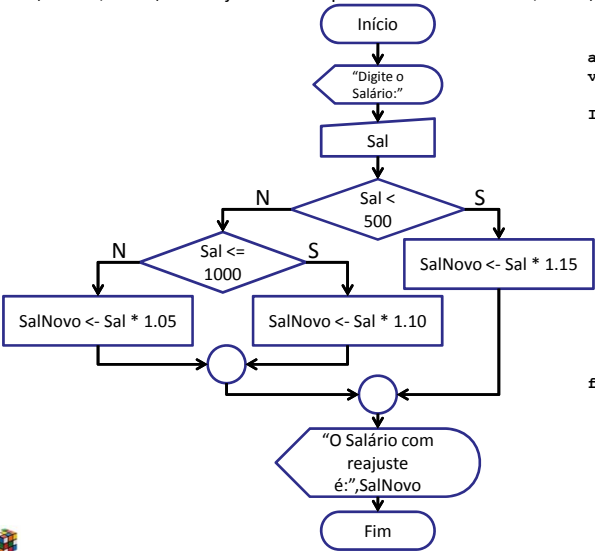 Início
a
"Digite o
v
Salário:"
I
Sal
N
Sal <
500
S
N
Sal <=
1000
S
SalNovo <- Sal * 1.15
SalNovo <- Sal * 1.05
SalNovo <- Sal * 1.10
f
"O Salário com
reajuste
é:",SalNovo
Fim